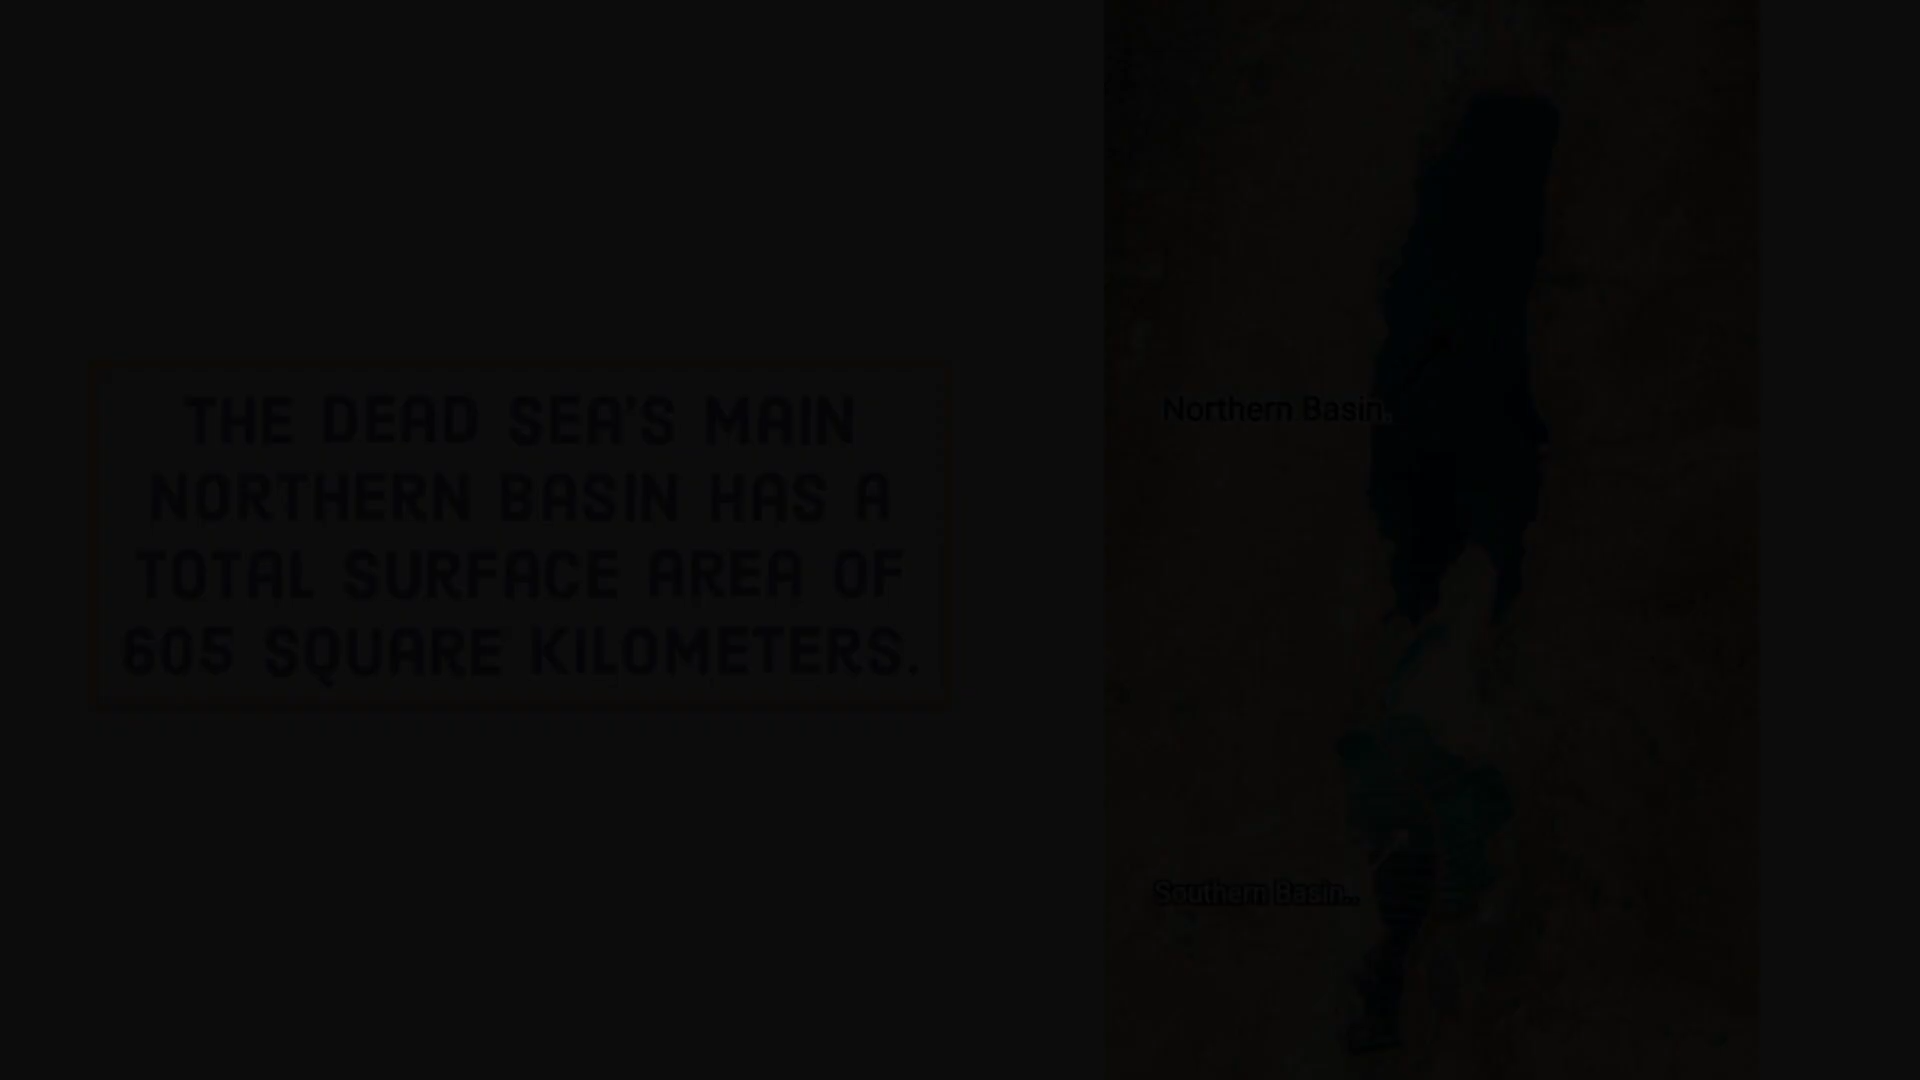 THE DEAD SEA'S MAIN
NORTHERN BASIN HAS A
TOTAL SURFACE AREA OF
605 SQUARE KILOMETERS.
Northern Basin.
Southern Basin..